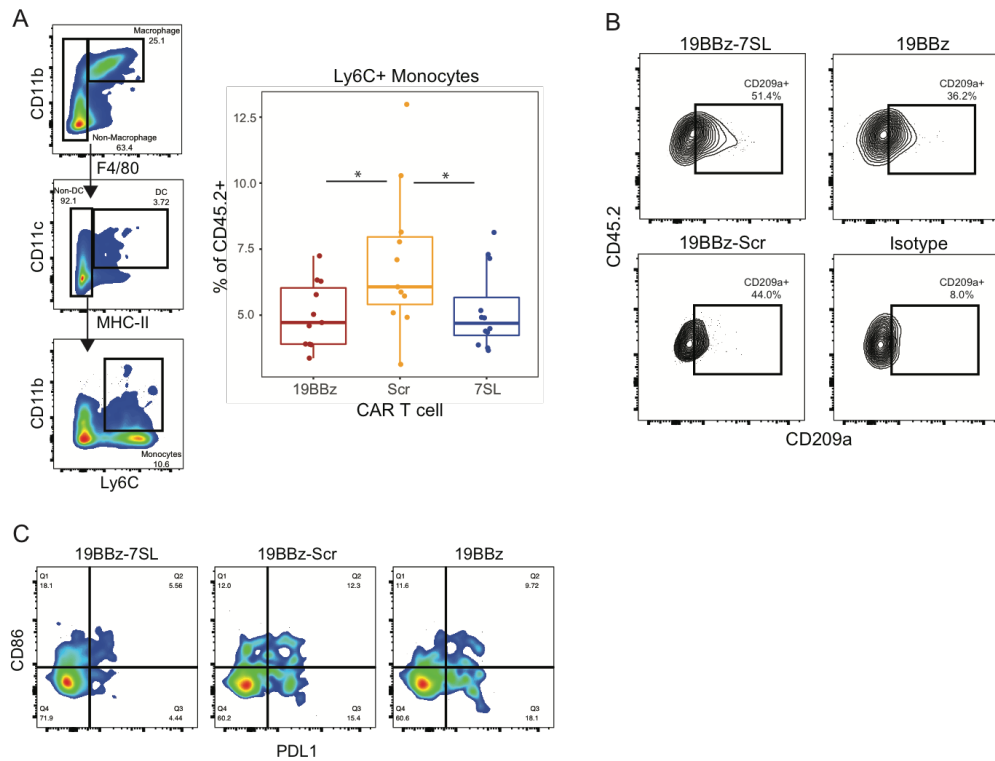 A
Macrophage
25.1
CD11b
Non-Macrophage
63.4
F4/80
Non-DC
92.1
DC
3.72
CD11c
MHC-II
CD11b
Monocytes
10.6
Ly6C
Ly6C+ Monocytes
12.5
10.0
7.5
5.0
% of CD45.2+
*
*
19BBz
Scr
7SL
CAR T cell
B
19BBz-7SL
CD209a+
51.4%
19BBz
CD209a+
36.2%
CD45.2
19BBz-Scr
CD209a+
44.0%
Isotype
CD209a+
8.0%
CD209a
C
19BBz-7SL
Q1
18.1
Q2
5.56
Q4
71.9
Q3
4.44
19BBz-Scr
Q1
12.0
Q2
12.3
Q4
60.2
Q3
15.4
19BBz
Q1
11.6
Q2
9.72
Q4
60.6
Q3
18.1
CD86
PDL1